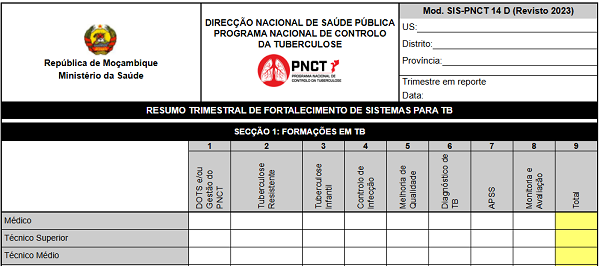 República de Moçambique
Ministério da Saúde
DIRECÇÃO NACIONAL DE SAÚDE PÚBLICA
PROGRAMA NACIONAL DE CONTROLO
DA TUBERCULOSE
PNCT
PROGRAMA NACIONAL DE
CONTROLO DA TUBERCULOSE
Mod. SIS-PNCT 14 D (Revisto 2023)
US:
Distrito:
Província:
Trimestre em reporte
Data:
RESUMO TRIMESTRAL DE FORTALECIMENTO DE SISTEMAS PARA TB
SECÇÃO 1: FORMAÇÕES EM TB
1 2 3 4 5 6 7 8 9
DOTS e/ou
Gestão do
PNCT
Tuberculose
Resistente
Tuberculose
Infantil
Controlo de
Infecção
Melhoria de
Qualidade
Diagnóstico de
TB
APSS
Monitoria e
Avaliação
Total
Médico
Técnico Superior
Técnico Médio